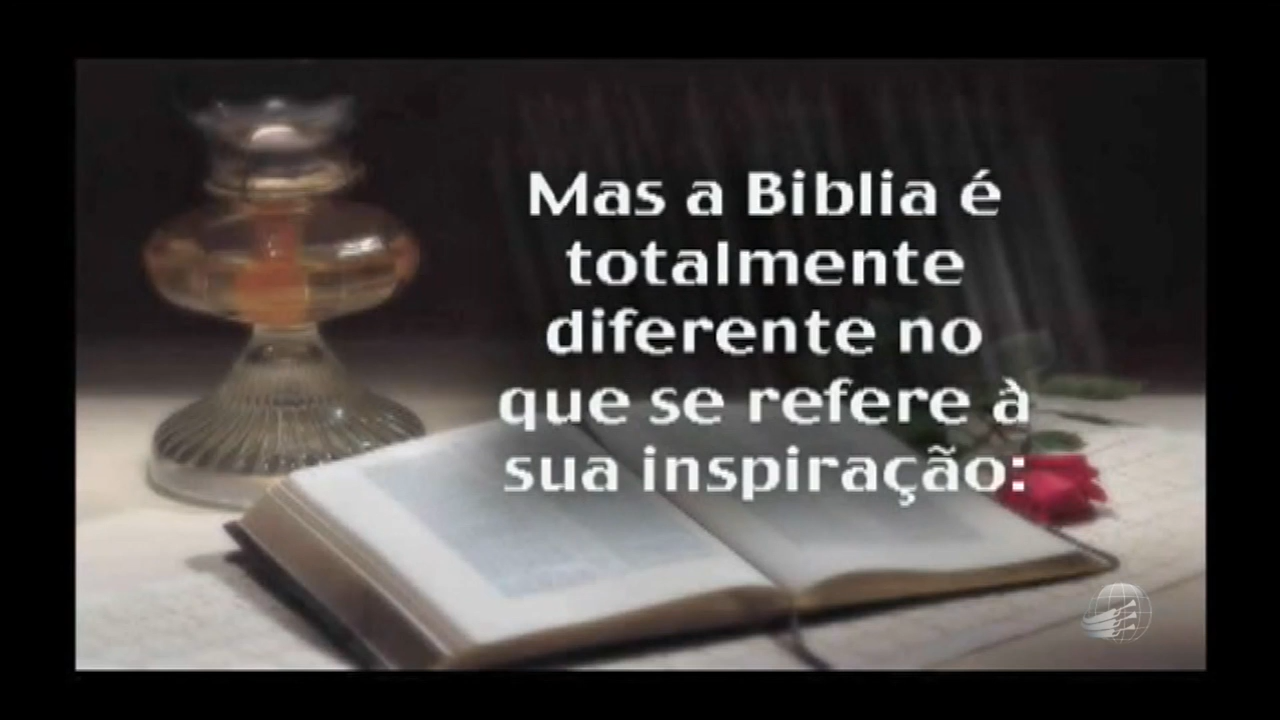 Mas a Biblia é
totalmente
diferente no
que se refere à
sua inspiração: